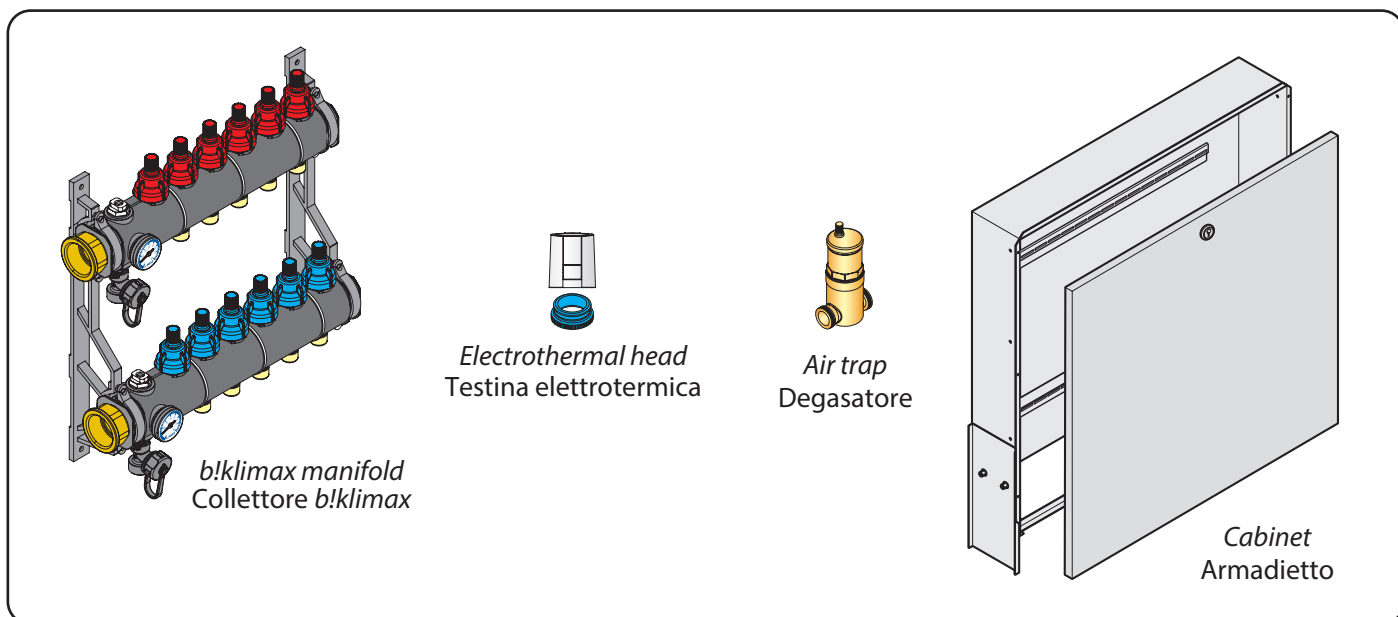 Electrothermal head
Testina elettrotermica
Air trap
Degasatore
b!klimax manifold
Collettore b!klimax
Cabinet
Armadietto